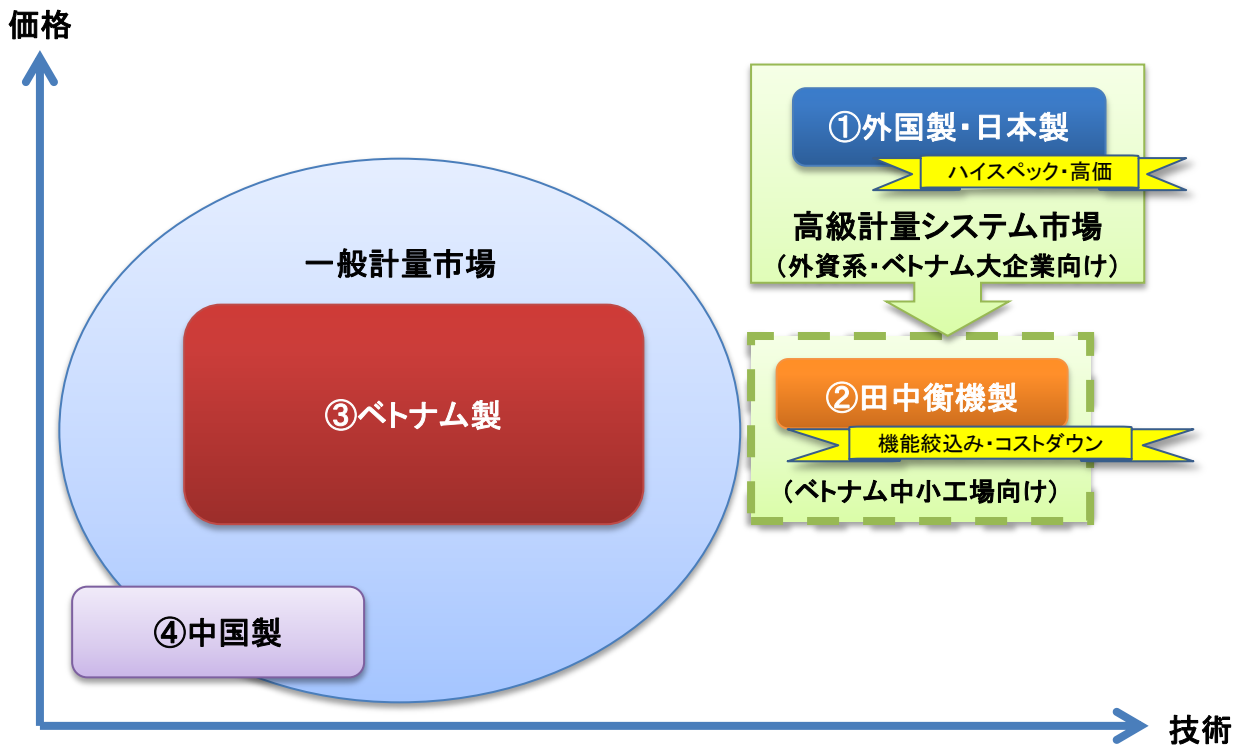 価格
①外国製・日本製
ハイスペック・高価
高級計量システム市場
（外資系・ベトナム大企業向け）
一般計量市場
③ベトナム製
②田中衡機製
機能絞込み・コストダウン
（ベトナム中小工場向け）
④中国製
技術